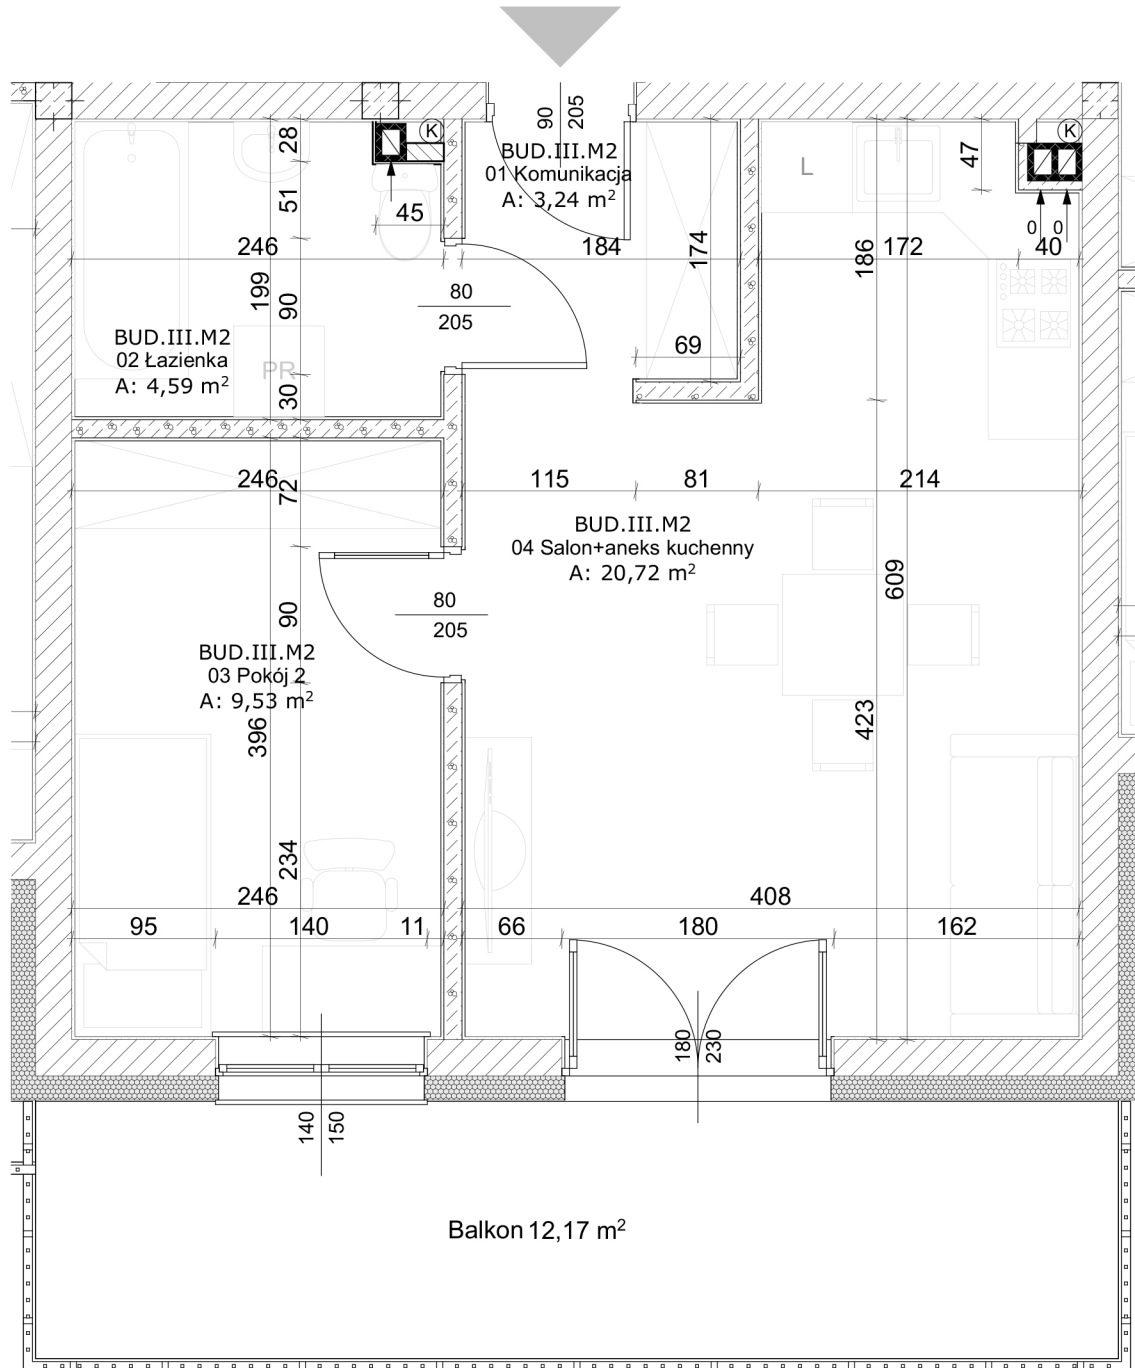 90
205
28
K
K
BUD.III.M2
01 Komunikacja
A: 3,24 m²
47
L
51
45
0 0
246
184
174
186
172
40
199
90
80
205
BUD.III.M2
02 Łazienka
A: 4,59 m²
PR
69
30
246
72
115
81
214
BUD.III.M2
04 Salon+aneks kuchenny
A: 20,72 m²
609
90
80
205
BUD.III.M2
03 Pokój 2
A: 9,53 m²
396
423
234
246
408
95
140
11
66
180
162
180
230
140
150
Balkon 12,17 m²